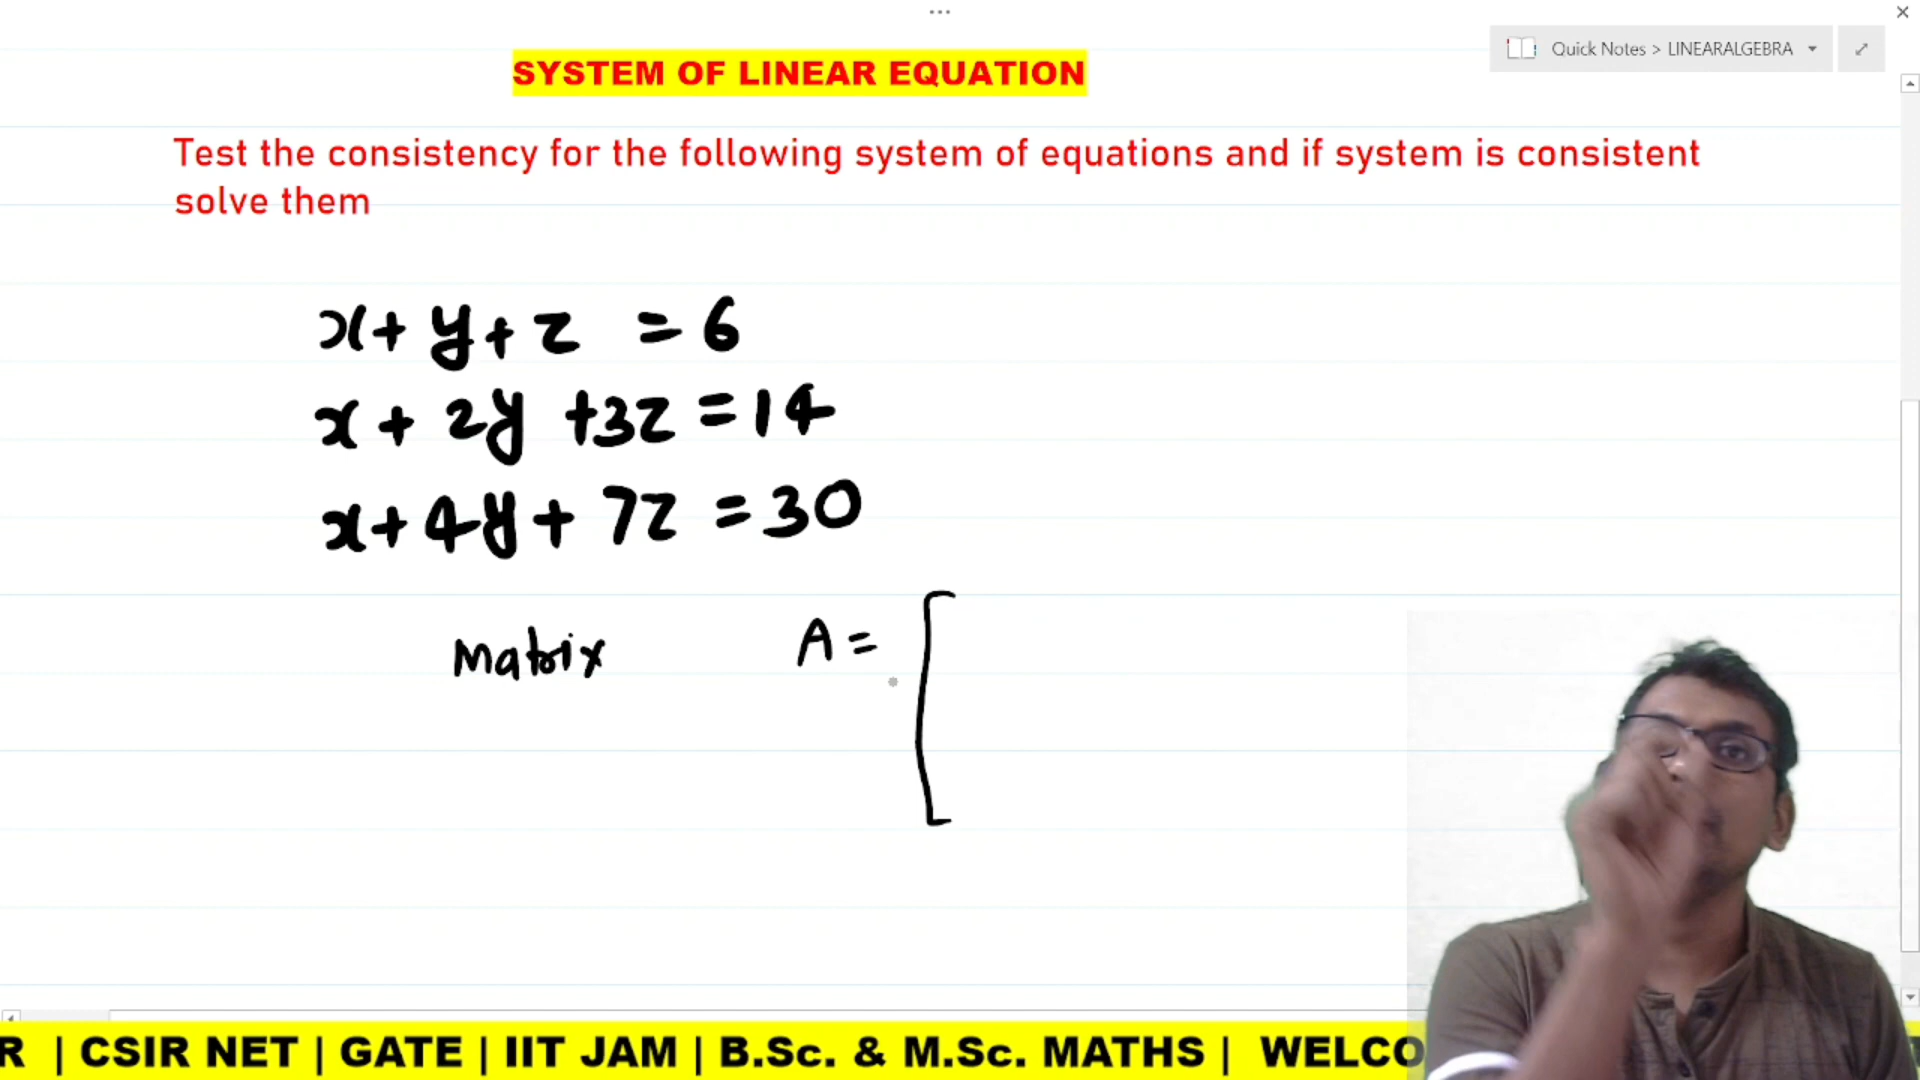 Quick Notes > LINEARALGEBRA
SYSTEM OF LINEAR EQUATION
Test the consistency for the following system of equations and if system is consistent
solve them
x+ y+ z = 6
x + 2y +3z = 14
x+ 4y + 7z = 30
Matrix A =
R | CSIR NET | GATE | IIT JAM | B.Sc. & M.Sc. MATHS | WELCO